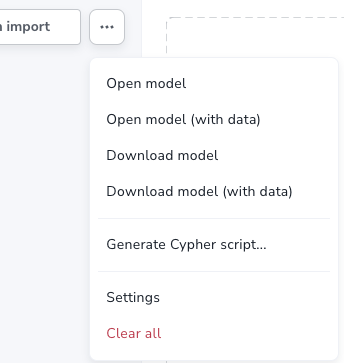 import
...
Open model
Open model (with data)
Download model
Download model (with data)
Generate Cypher script...
Settings
Clear all